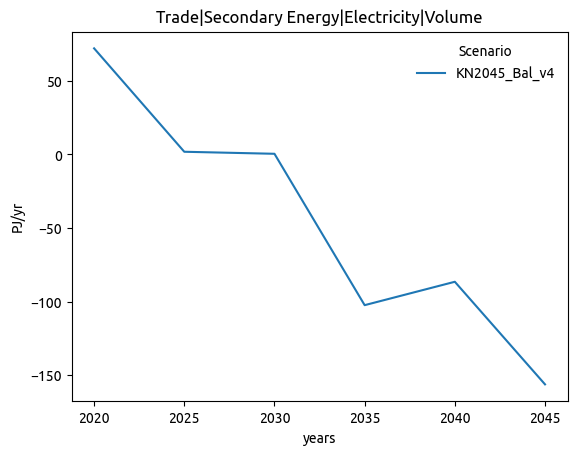 Trade|Secondary Energy|Electricity|Volume
Scenario
KN2045_Bal_v4
PJ/yr
50
0
−50
−100
−150
2020 2025 2030 2035 2040 2045
years